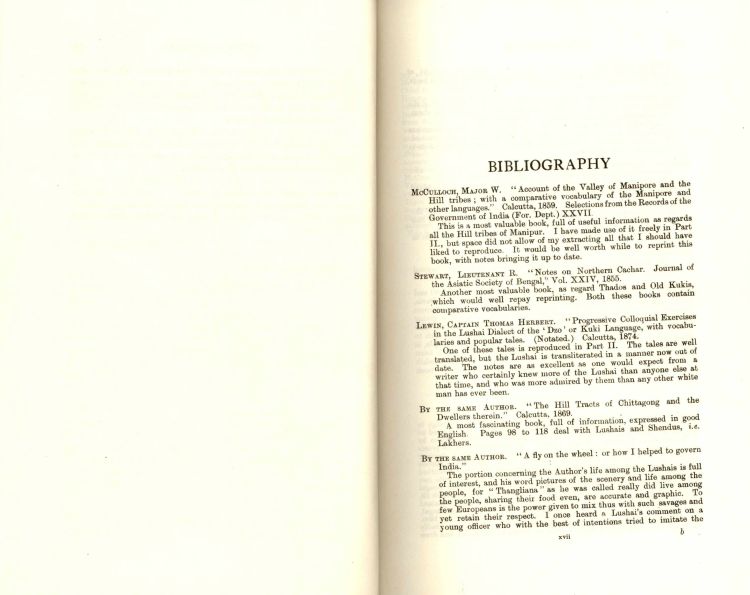 BIBLIOGRAPHY
McCulloch, Major W. "Account of the Valley of Manipore and the
Hill tribes; with a comparative vocabulary of the Manipore and
other languages." Calcutta, 1859. Selections from the Records of the
Government of India (For. Dept.) XXVII
This is a most valuable book, full of useful information as regards
all the Hill tribes of Manipur. I have made use of it freely in Part
II., but space did not allow of my extracting all that I should have
liked to reproduce. It would be well worth while to reprint this
book, with notes bringing it up to date.
Stewart, Lieutenant R. "Notes on Northern Cachar. Journal of
the Asiatic Society of Bengal," Vol. XXIV, 1855.
Another most valuable book, as regard Thados and Old Kukis,
which would well repay reprinting. Both these books contain
comparative vocabularies.
Lewin, Captain Thomas Herbert. "Progressive Colloquial Exercises
in the Lushai Dialect of the 'Dzo' or Kuki Language, with vocabu-
laries and popular tales. (Notated.) Calcutta, 1874.
One of these tales is reproduced in Part II. The tales are well
translated, but the Lushai is transliterated in a manner now out of
date. The notes are as excellent as one would expect from a
writer who certainly knew more of the Lushai than anyone else at
that time, and who was more admired by them than any other white
man has ever been.
By the same Author. "The Hill Tracts of Chittagong and the
Dwellers therein." Calcutta, 1869.
A most fascinating book, full of information, expressed in good
English. Pages 98 to 118 deal with Lushais and Shendus, i.e.
Lakhers.
By the same Author. "A fly on the wheel: or how I helped to govern
India."
The portion concerning the Author's life among the Lushais is full
of interest, and his word pictures of the scenery and life among the
people, for "Thangliana" as he was called really did live among
the people, sharing their food even, are accurate and graphic. To
few Europeans is the power given to mix thus with such savages and
yet retain their respect. I once heard a Lushai's comment on a
young officer who with the best of intentions tried to imitate the
xvii b